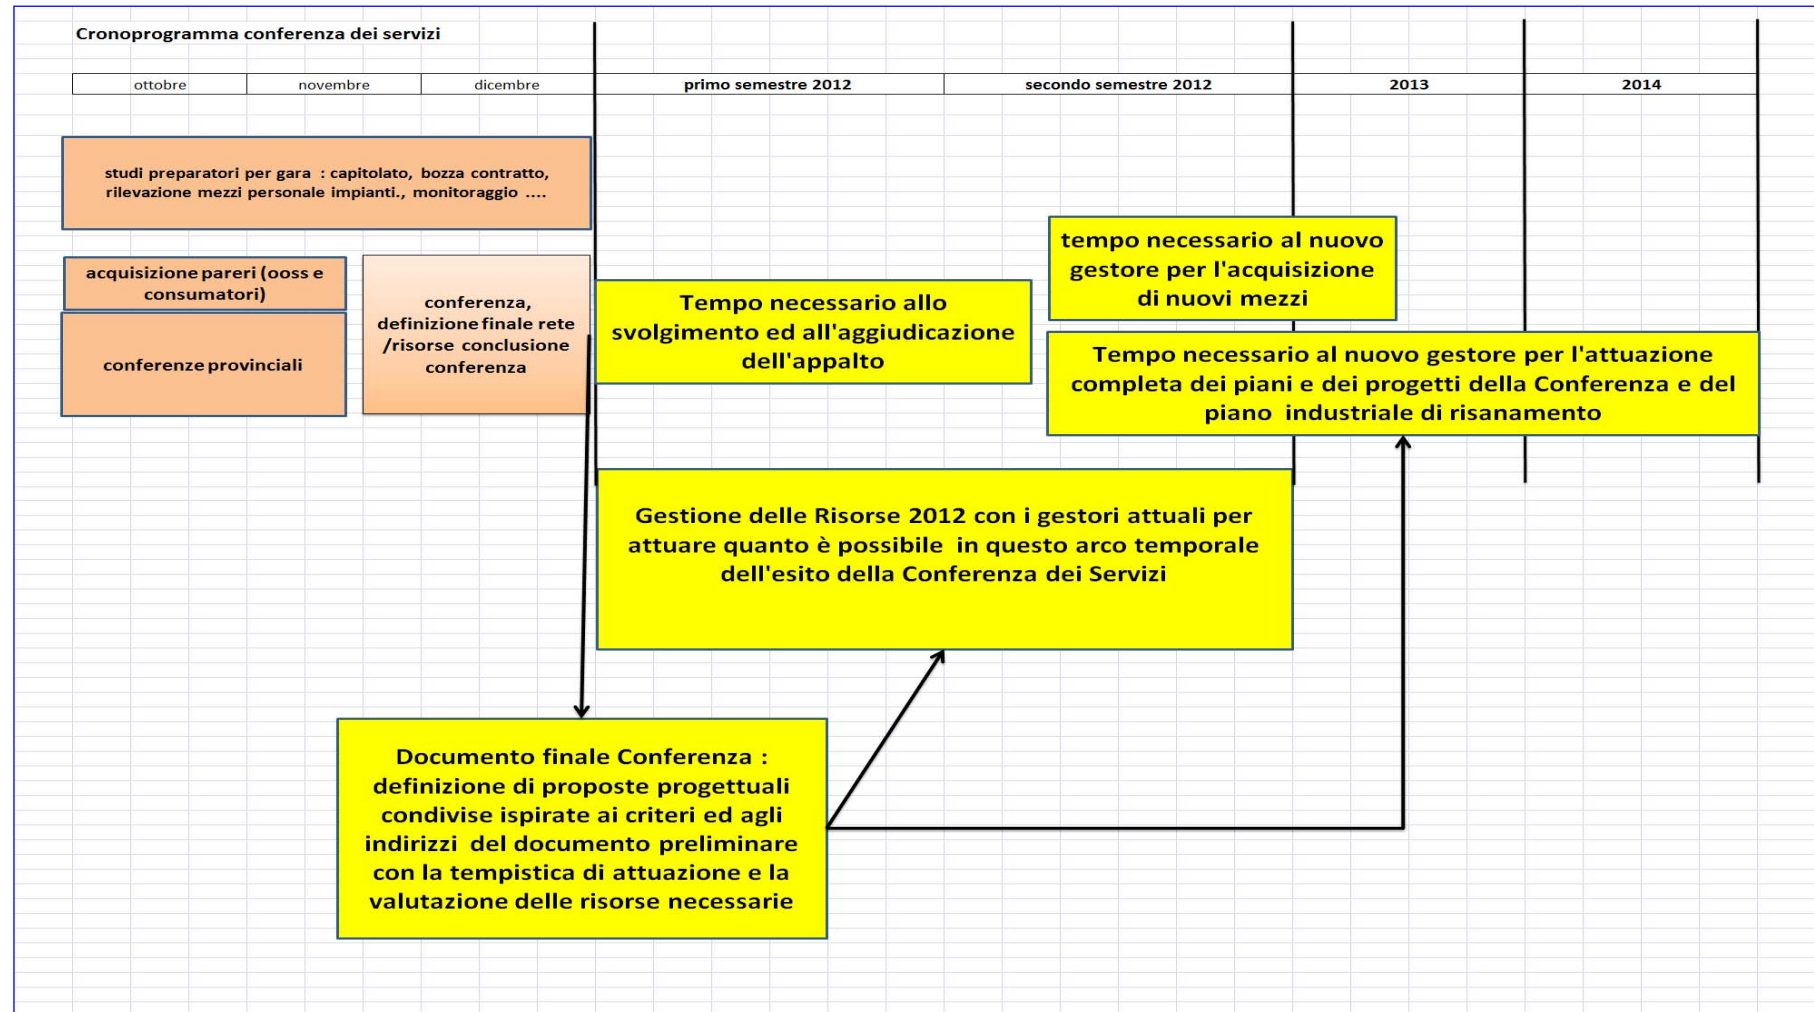 Cronoprogramma conferenza dei servizi
ottobre novembre dicembre primo semestre 2012 secondo semestre 2012 2013 2014
studi preparatori per gara : capitolato, bozza contratto,
rilevazione mezzi personale impianti., monitoraggio ....
acquisizione pareri (ooss e
consumatori)
conferenze provinciali
conferenza,
definizione finale rete
/risorse conclusione
conferenza
Tempo necessario allo
svolgimento ed all'aggiudicazione
dell'appalto
tempo necessario al nuovo
gestore per l'acquisizione
di nuovi mezzi
Tempo necessario al nuovo gestore per l'attuazione
completa dei piani e dei progetti della Conferenza e del
piano industriale di risanamento
Gestione delle Risorse 2012 con i gestori attuali per
attuare quanto è possibile in questo arco temporale
dell'esito della Conferenza dei Servizi
Documento finale Conferenza :
definizione di proposte progettuali
condivise ispirate ai criteri ed agli
indirizzi del documento preliminare
con la tempistica di attuazione e la
valutazione delle risorse necessarie